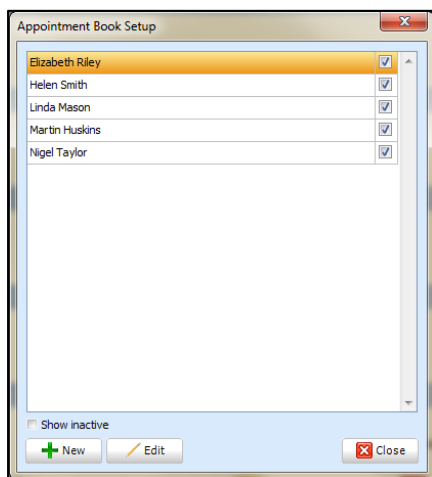 Appointment Book Setup
Elizabeth Riley
Helen Smith
Linda Mason
Martin Huskins
Nigel Taylor
Show inactive
New Edit Close